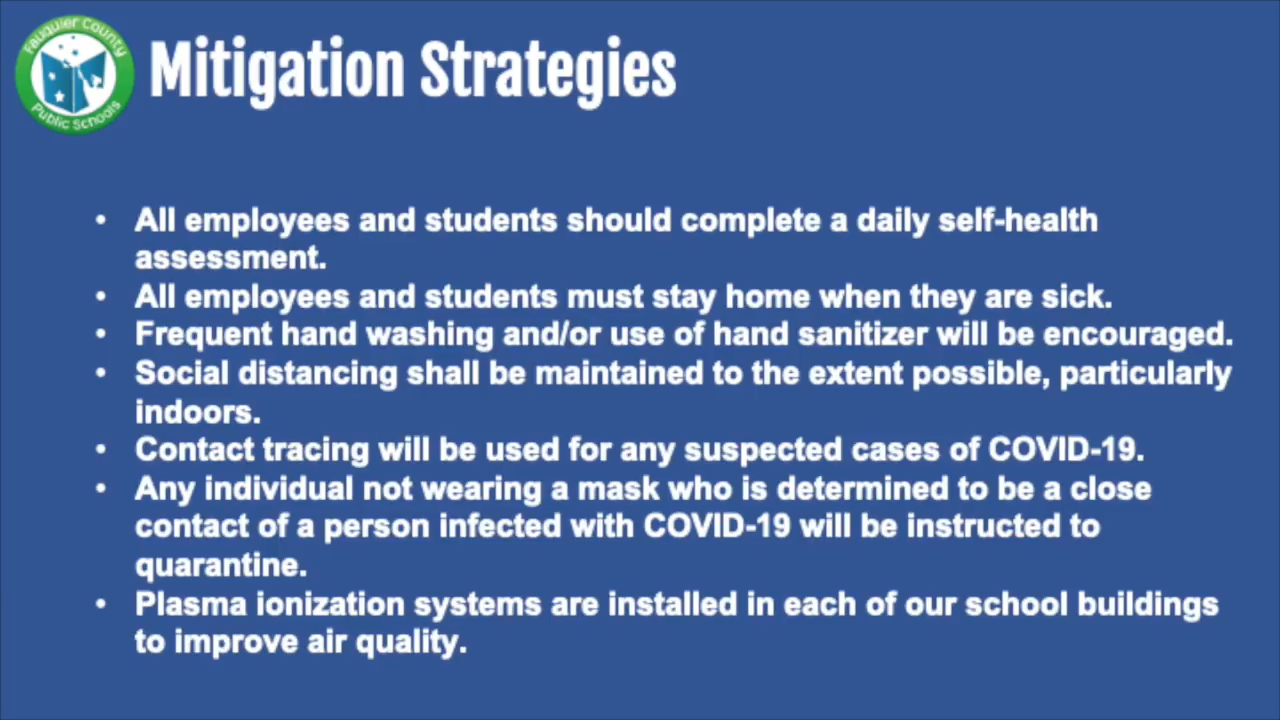 Fauquier County
Public Schools
Mitigation Strategies
• All employees and students should complete a daily self-health
assessment.
• All employees and students must stay home when they are sick.
• Frequent hand washing and/or use of hand sanitizer will be encouraged.
• Social distancing shall be maintained to the extent possible, particularly
indoors.
• Contact tracing will be used for any suspected cases of COVID-19.
• Any individual not wearing a mask who is determined to be a close
contact of a person infected with COVID-19 will be instructed to
quarantine.
• Plasma ionization systems are installed in each of our school buildings
to improve air quality.